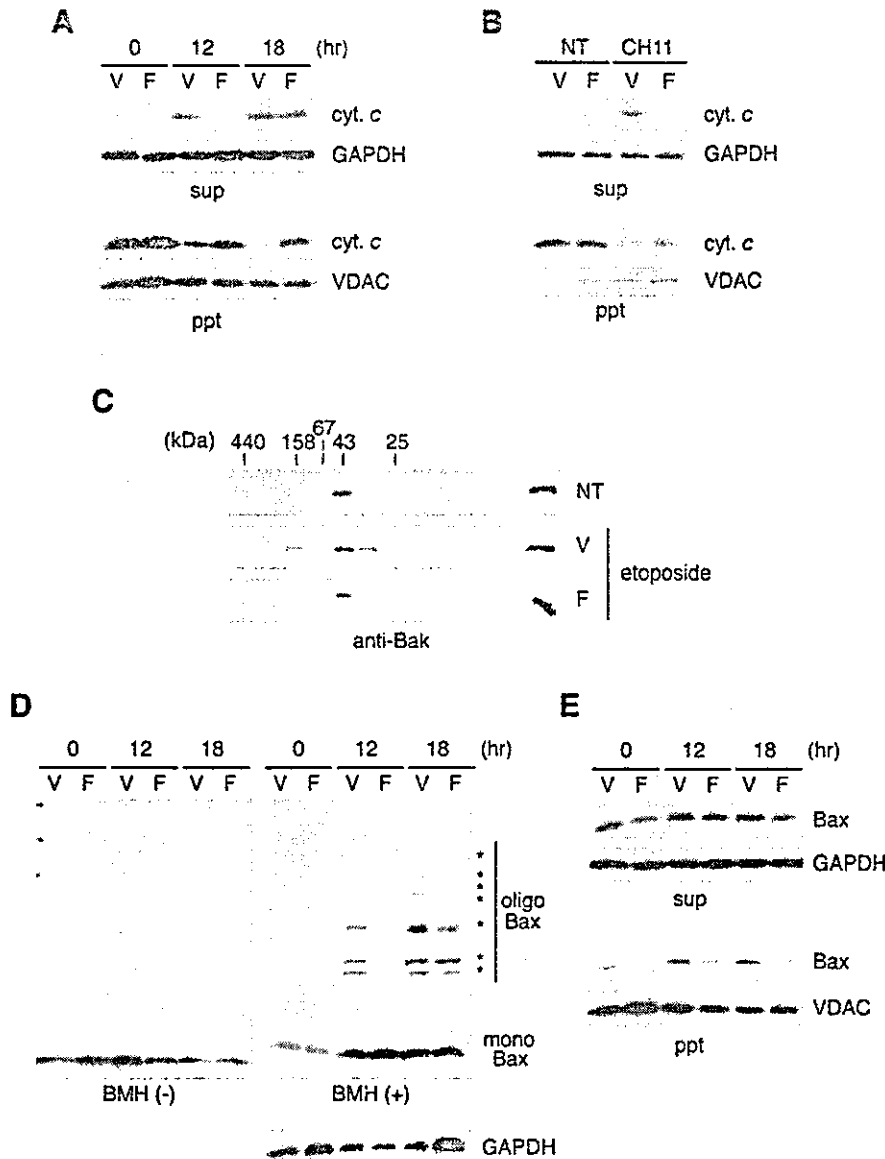 A
0 12 18 (hr)
V F V F V F
cyt. c
GAPDH
sup
cyt. c
VDAC
ppt
B
NT CH11
V F V F
cyt. c
GAPDH
sup
cyt. c
VDAC
ppt
C
(kDa) 440 158 67 43 25
NT
V
etoposide
F
anti-Bak
D
0 12 18
V F V F V F
BMH (-)
0 12 18 (hr)
V F V F V F
*
*
*
*
oligo
Bax
*
*
*
mono
Bax
BMH (+)
GAPDH
E
0 12 18 (hr)
V F V F V F
Bax
GAPDH
sup
Bax
VDAC
ppt